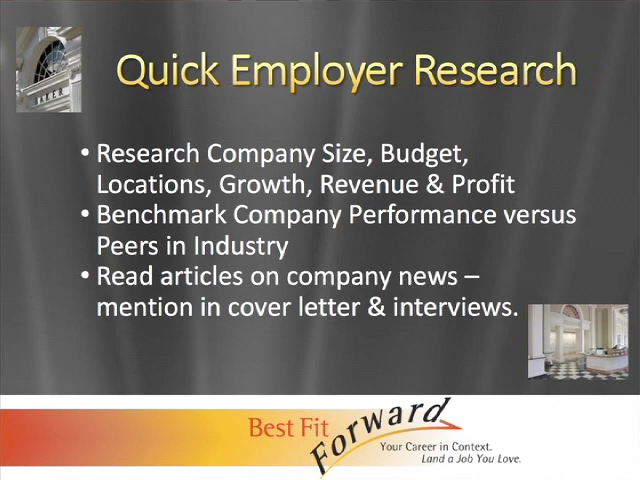 BAKER
Quick Employer Research
• Research Company Size, Budget,
Locations, Growth, Revenue & Profit
• Benchmark Company Performance versus
Peers in Industry
• Read articles on company news –
mention in cover letter & interviews.
Best Fit Forward
Your Career in Context.
Land a Job You Love.